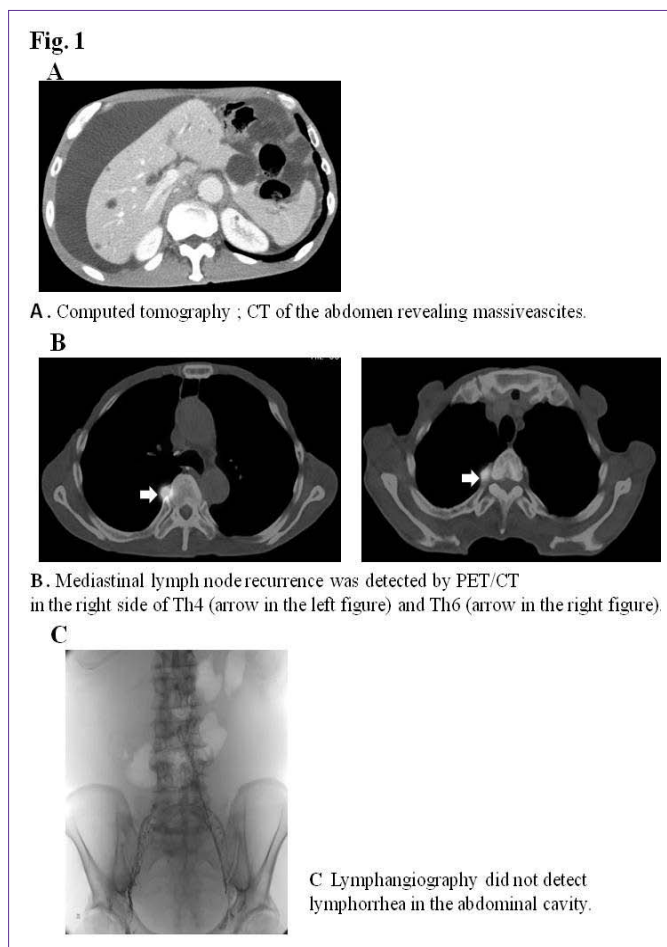 Fig. 1
A
A. Computed tomography ; CT of the abdomen revealing massiveascites.
B
B. Mediastinal lymph node recurrence was detected by PET/CT
in the right side of Th4 (arrow in the left figure) and Th6 (arrow in the right figure).
C
C Lymphangiography did not detect
lymphorrhea in the abdominal cavity.